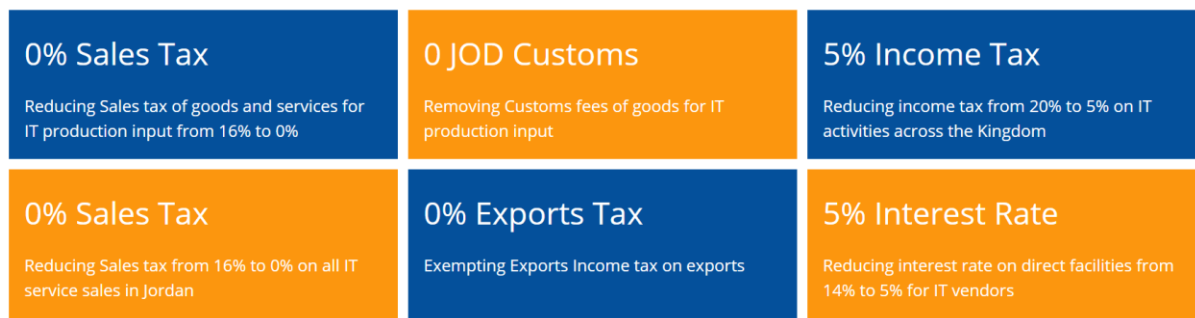 0% Sales Tax
Reducing Sales tax of goods and services for
IT production input from 16% to 0%
0 JOD Customs
Removing Customs fees of goods for IT
production input
5% Income Tax
Reducing income tax from 20% to 5% on IT
activities across the Kingdom
0% Sales Tax
Reducing Sales tax from 16% to 0% on all IT
service sales in Jordan
0% Exports Tax
Exempting Exports Income tax on exports
5% Interest Rate
Reducing interest rate on direct facilities from
14% to 5% for IT vendors